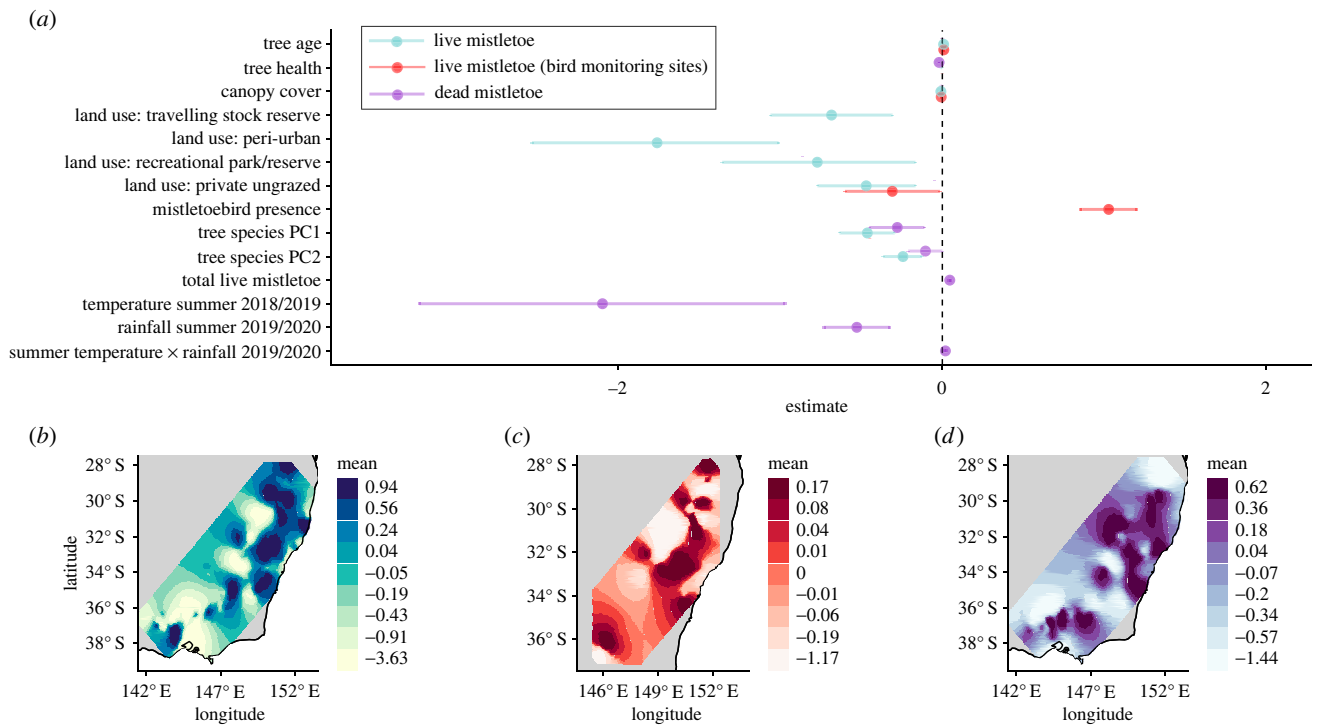 (a)
live mistletoe
live mistletoe (bird monitoring sites)
dead mistletoe
tree age
tree health
canopy cover
land use: travelling stock reserve
land use: peri-urban
land use: recreational park/reserve
land use: private ungrazed
mistletoebird presence
tree species PC1
tree species PC2
total live mistletoe
temperature summer 2018/2019
rainfall summer 2019/2020
summer temperature × rainfall 2019/2020
–2 0 2
estimate
(b)
latitude
28° S
30° S
32° S
34° S
36° S
38° S
142° E 147° E 152° E
longitude
mean
0.94
0.56
0.24
0.04
–0.05
–0.19
–0.43
–0.91
–3.63
(c)
28° S
30° S
32° S
34° S
36° S
146° E 149° E 152° E
longitude
mean
0.17
0.08
0.04
0.01
0
–0.01
–0.06
–0.19
–1.17
(d)
28° S
30° S
32° S
34° S
36° S
38° S
142° E 147° E 152° E
longitude
mean
0.62
0.36
0.18
0.04
–0.07
–0.2
–0.34
–0.57
–1.44